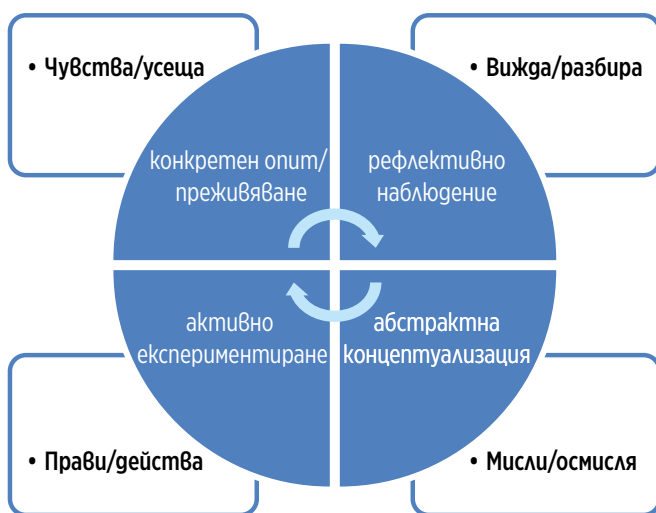 • Чувства/усеща
• Вижда/разбира
конкретен опит/
преживяване
рефлективно
наблюдение
активно
експериментиране
абстрактна
концептуализация
• Прави/действа
• Мисли/осмисля